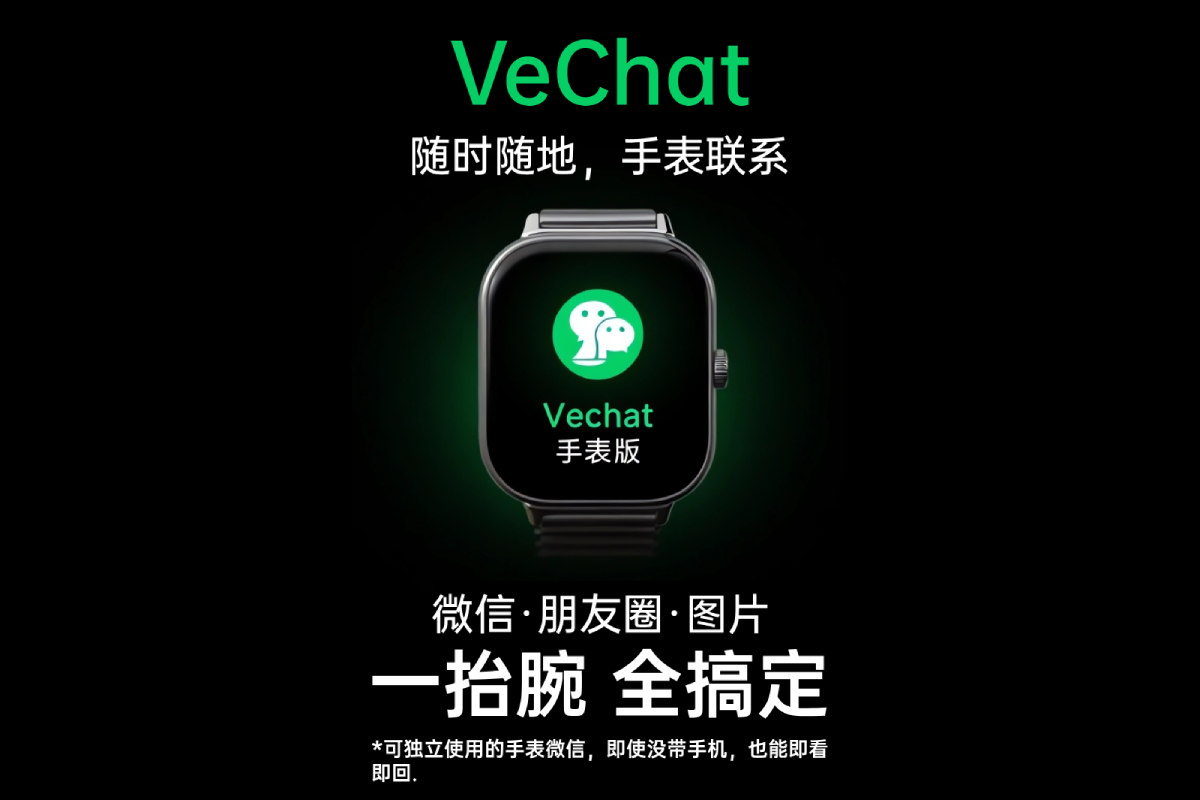 VeChat
随时随地，手表联系
Vechat
手表版
微信·朋友圈·图片
一抬腕 全搞定
*可独立使用的手表微信，即使没带手机，也能即看
即回.